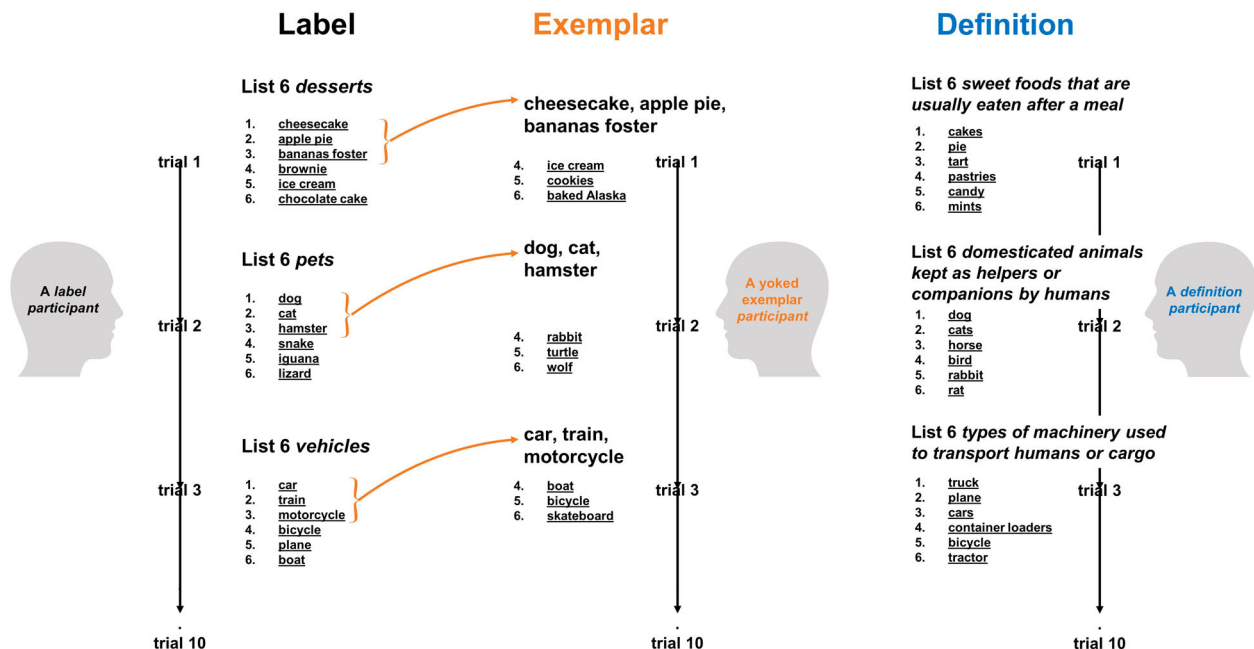 Label
Exemplar
Definition
List 6 desserts
1. cheesecake
2. apple pie
3. bananas foster
4. brownie
5. ice cream
6. chocolate cake
cheesecake, apple pie,
bananas foster
4. ice cream
5. cookies
6. baked Alaska
List 6 sweet foods that are
usually eaten after a meal
1. cakes
2. pie
3. tart
4. pastries
5. candy
6. mints
trial 1
trial 1
trial 1
A label
participant
List 6 pets
1. dog
2. cat
3. hamster
4. snake
5. iguana
6. lizard
dog, cat,
hamster
4. rabbit
5. turtle
6. wolf
A yoked
exemplar
participant
List 6 domesticated animals
kept as helpers or
companions by humans
1. dog
2. cats
3. horse
4. bird
5. rabbit
6. rat
A definition
participant
trial 2
trial 2
trial 2
List 6 vehicles
1. car
2. train
3. motorcycle
4. bicycle
5. plane
6. boat
car, train,
motorcycle
4. boat
5. bicycle
6. skateboard
List 6 types of machinery used
to transport humans or cargo
1. truck
2. plane
3. cars
4. container loaders
5. bicycle
6. tractor
trial 3
trial 3
trial 3
.
trial 10
.
trial 10
.
trial 10